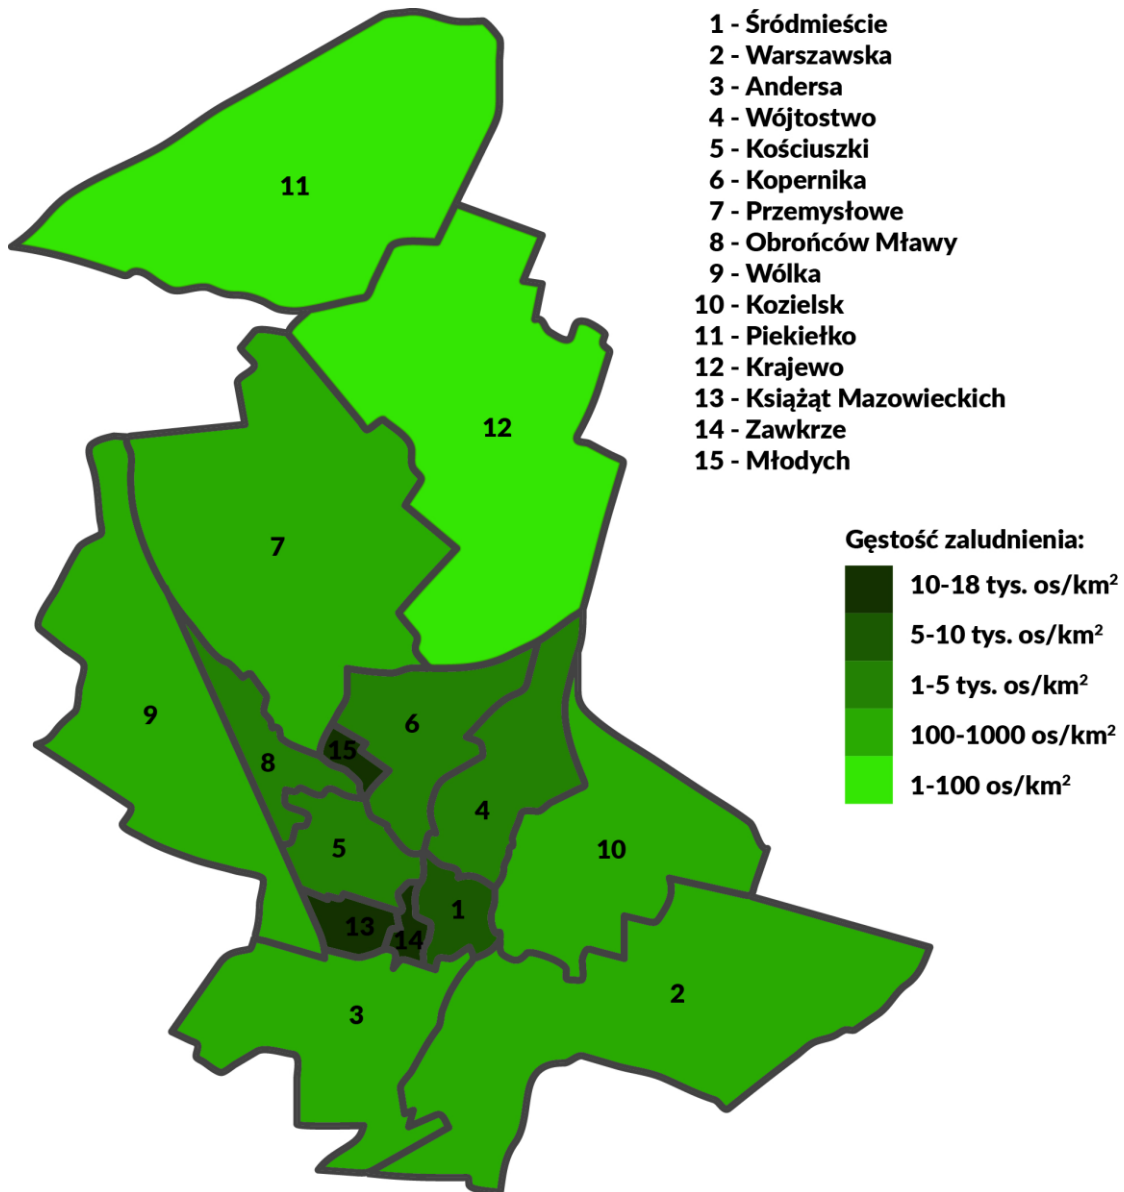 1 - Śródmieście
2 - Warszawska
3 - Andersa
4 - Wójtostwo
5 - Kościuszki
6 - Kopernika
7 - Przemysłowe
8 - Obrońców Mławy
9 - Wólka
10 - Kozielsk
11 - Piekiełko
12 - Krajewo
13 - Książąt Mazowieckich
14 - Zawkrze
15 - Młodych
Gęstość zaludnienia:
10-18 tys. os/km²
5-10 tys. os/km²
1-5 tys. os/km²
100-1000 os/km²
1-100 os/km²
11
12
7
9
6
15
8
4
5
10
1
13
14
2
3